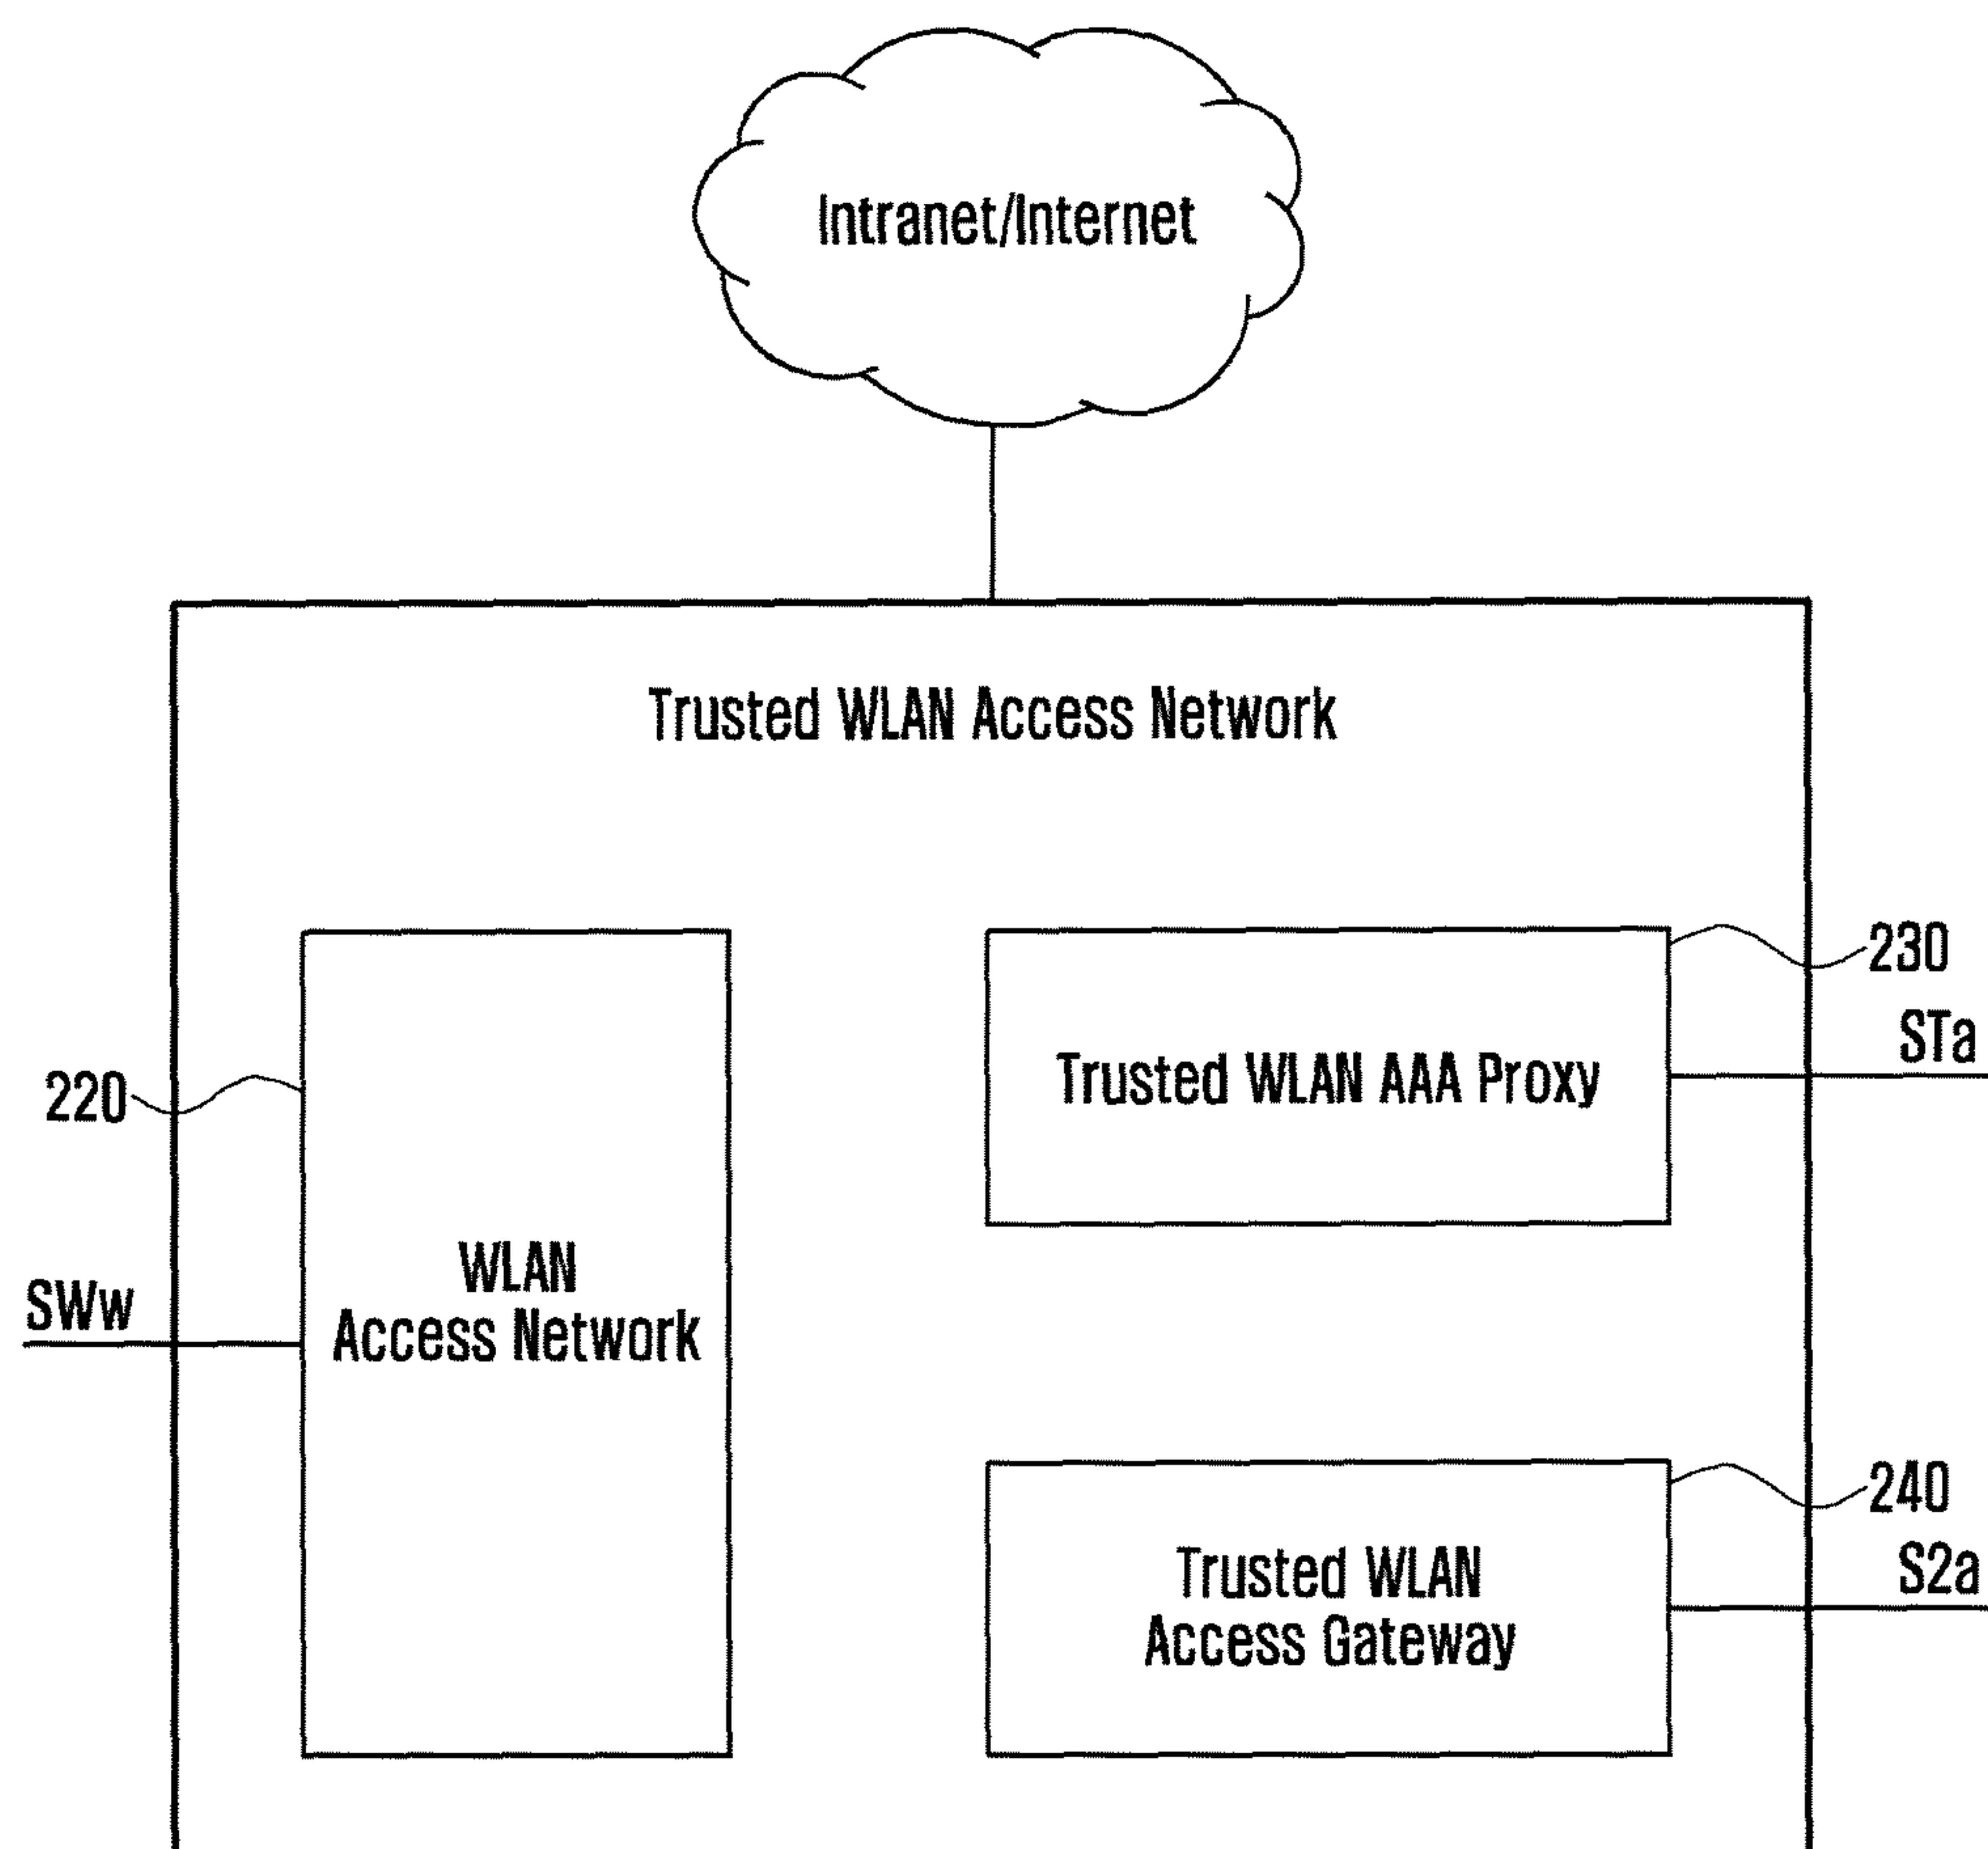 Intranet/Internet
Trusted WLAN Access Network
230
STa
Trusted WLAN AAA Proxy
220
WLAN
Access Network
SWw
240
S2a
Trusted WLAN
Access Gateway